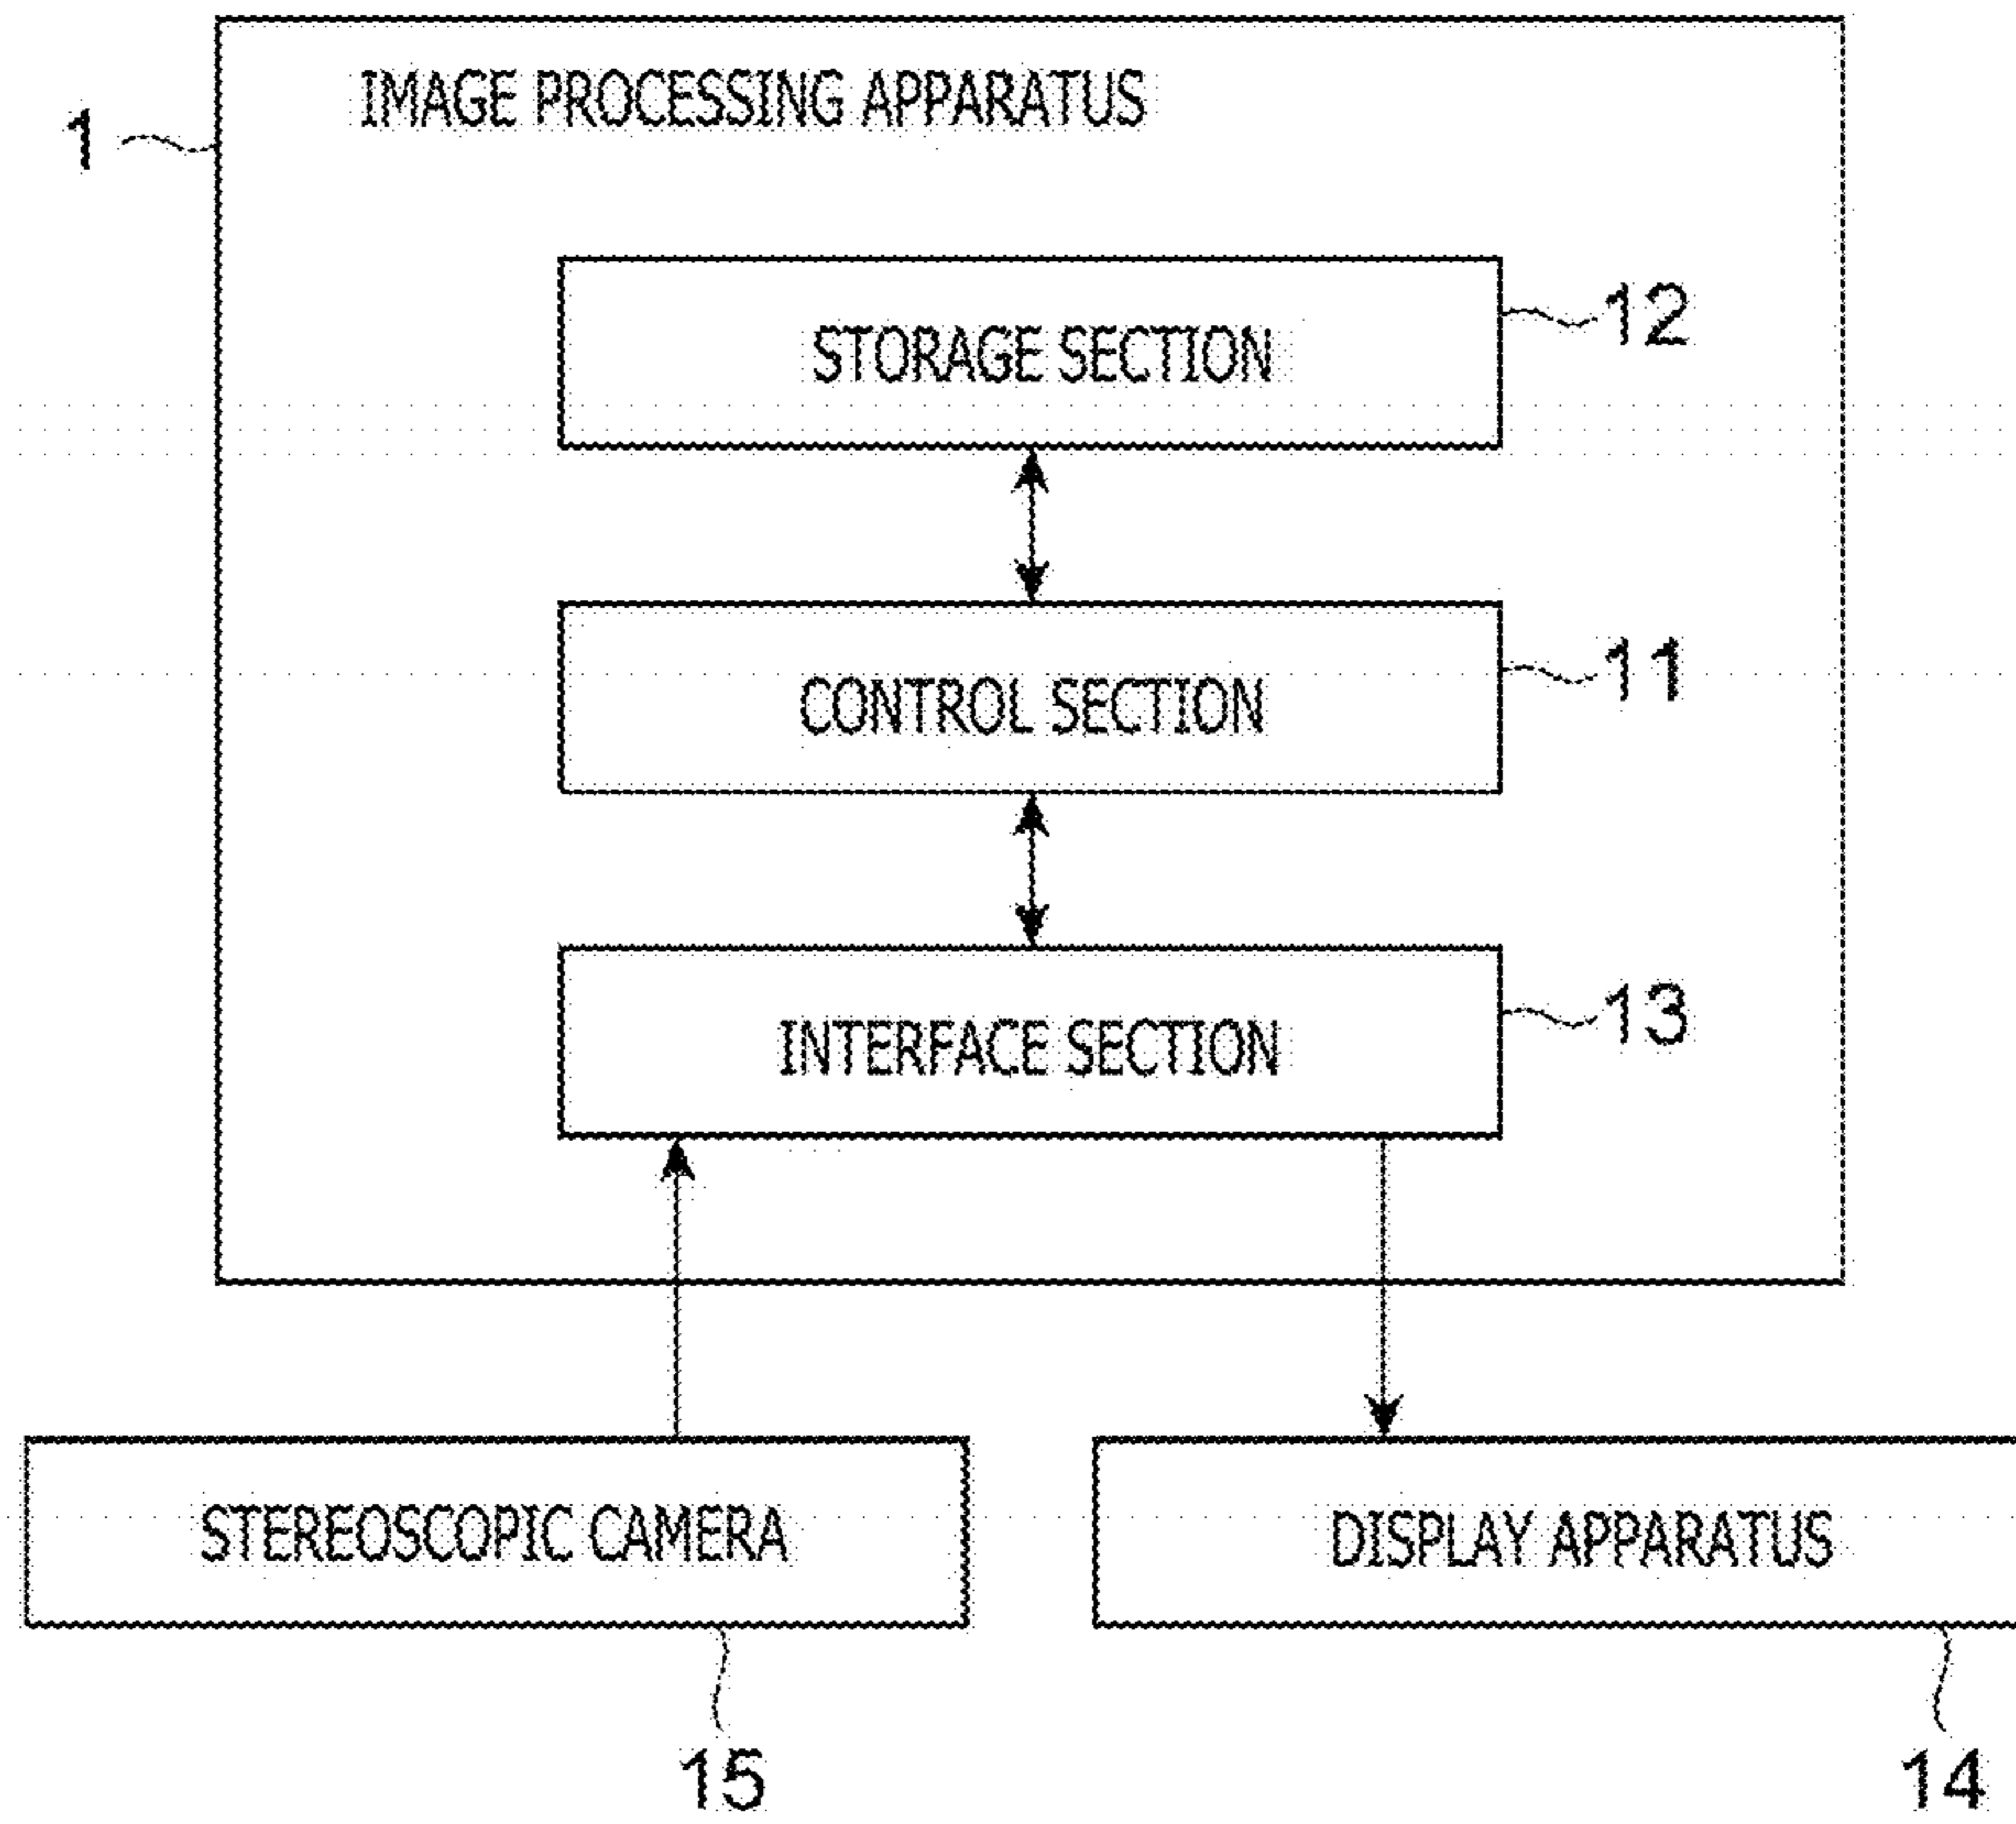 IMAGE PROCESSING APPARATUS
1
STORAGE SECTION
12
CONTROL SECTION
11
INTERFACE SECTION
13
STEREOSCOPIC CAMERA
DISPLAY APPARATUS
15
14